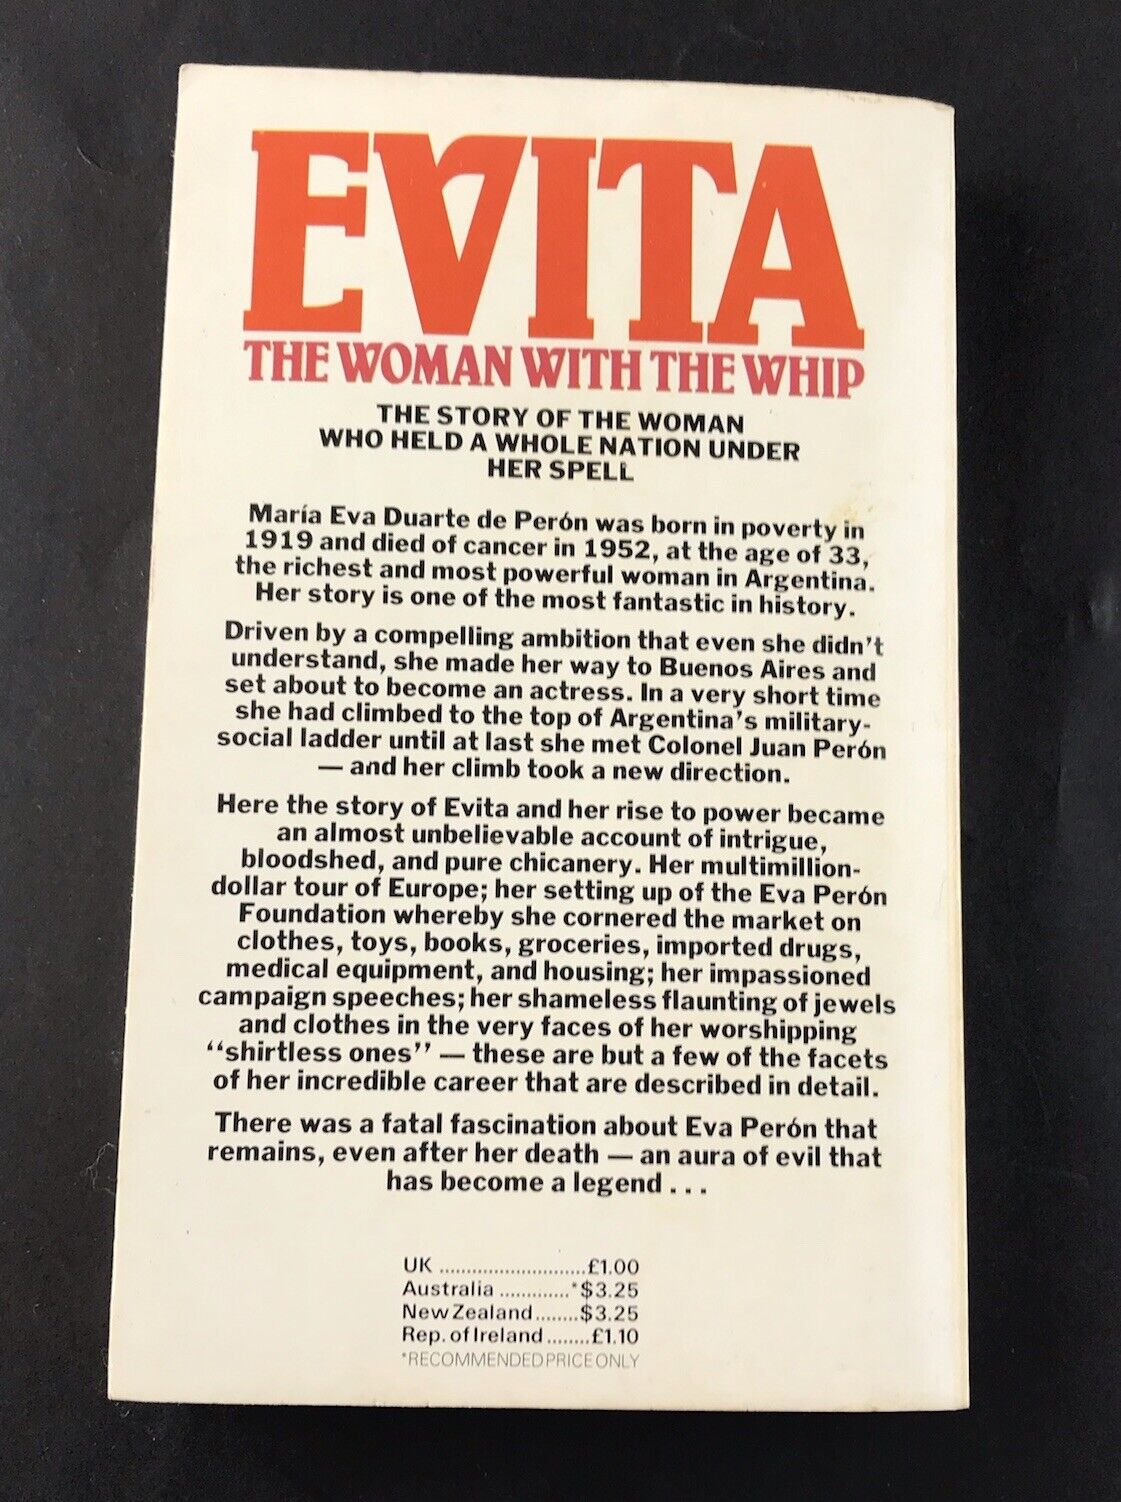 EVITA
THE WOMAN WITH THE WHIP
THE STORY OF THE WOMAN
WHO HELD A WHOLE NATION UNDER
HER SPELL
María Eva Duarte de Perón was born in poverty in
1919 and died of cancer in 1952, at the age of 33,
the richest and most powerful woman in Argentina.
Her story is one of the most fantastic in history.
Driven by a compelling ambition that even she didn't
understand, she made her way to Buenos Aires and
set about to become an actress. In a very short time
she had climbed to the top of Argentina's military-
social ladder until at last she met Colonel Juan Perón
— and her climb took a new direction.
Here the story of Evita and her rise to power became
an almost unbelievable account of intrigue,
bloodshed, and pure chicanery. Her multimillion-
dollar tour of Europe; her setting up of the Eva Perón
Foundation whereby she cornered the market on
clothes, toys, books, groceries, imported drugs,
medical equipment, and housing; her impassioned
campaign speeches; her shameless flaunting of jewels
and clothes in the very faces of her worshipping
"shirtless ones" — these are but a few of the facets
of her incredible career that are described in detail.
There was a fatal fascination about Eva Perón that
remains, even after her death — an aura of evil that
has become a legend . . .
UK ........................... £1.00
Australia ............. *$3.25
New Zealand ........ $3.25
Rep. of Ireland ........ £1.10
*RECOMMENDED PRICE ONLY